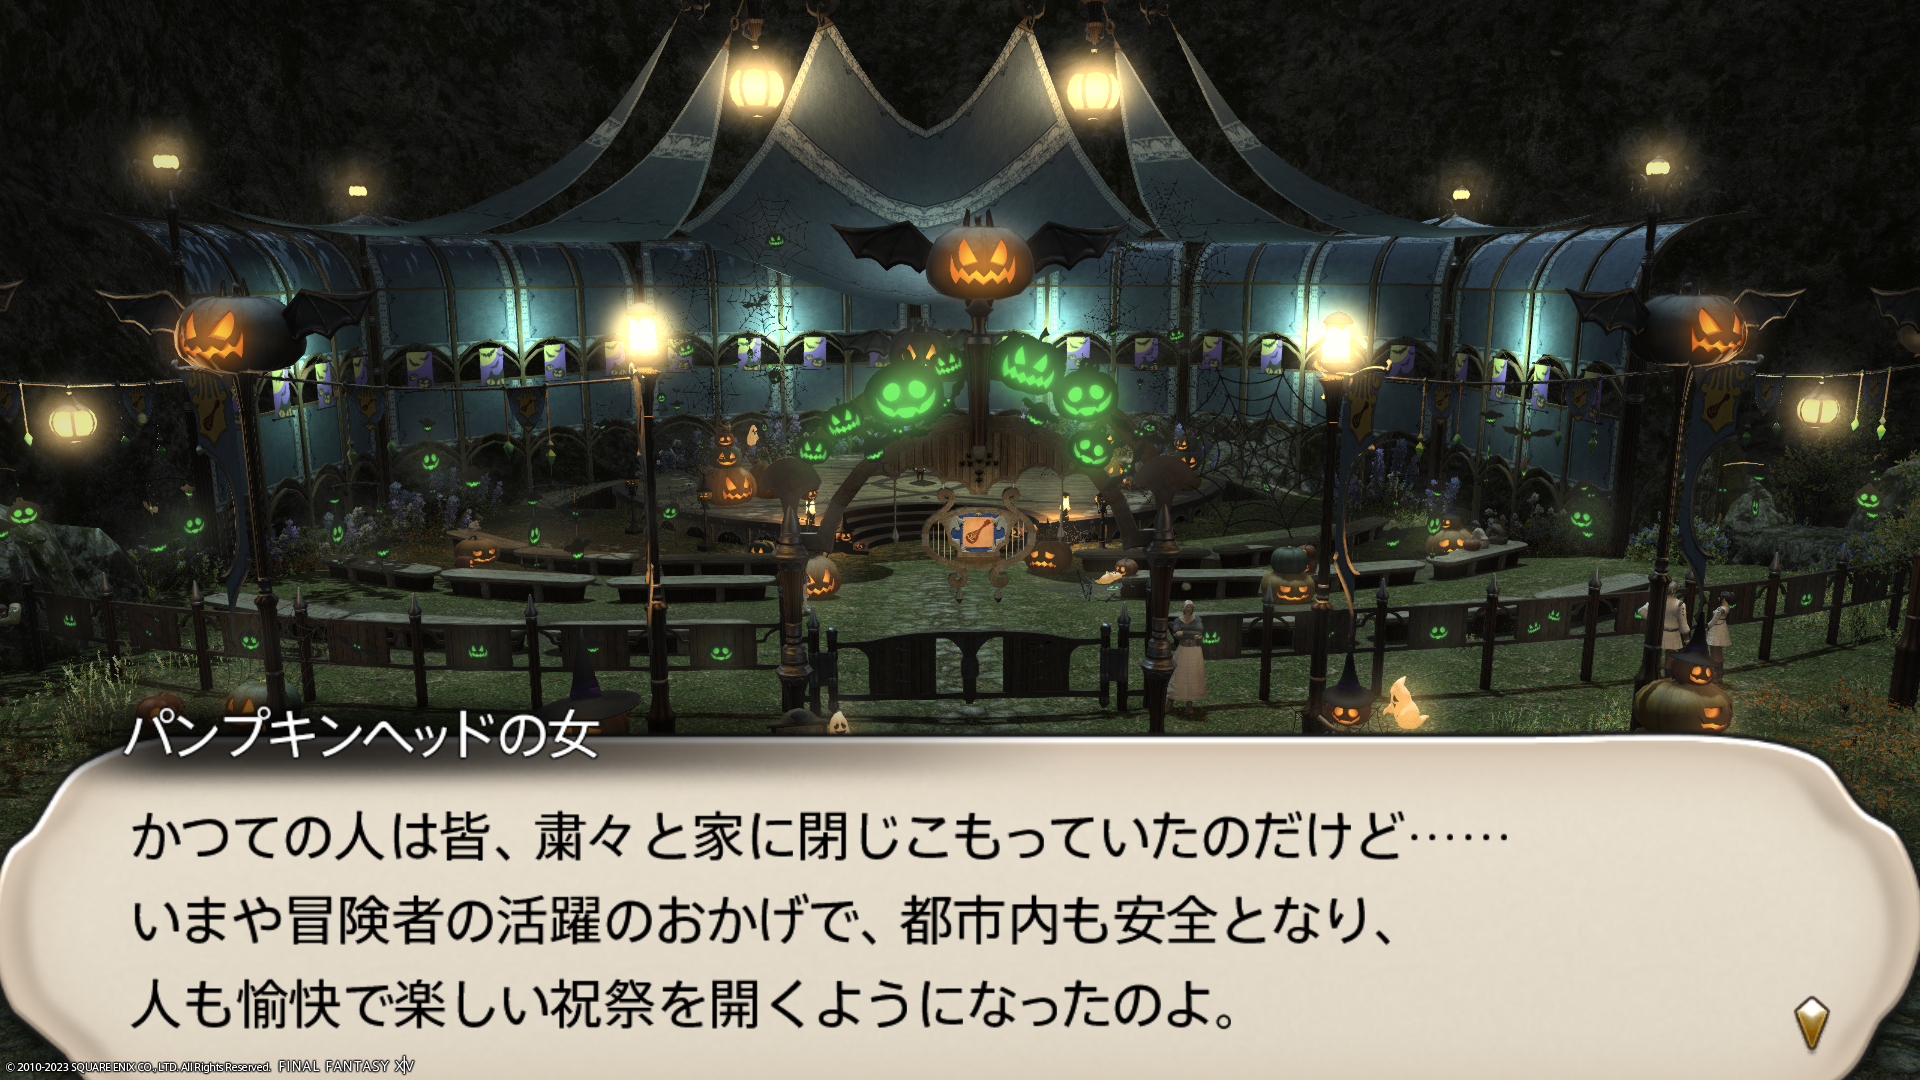 パンプキンヘッドの女
かつての人は皆、粛々と家に閉じこもっていたのだけど……
いまや冒険者の活躍のおかげで、都市内も安全となり、
人も愉快で楽しい祝祭を開くようになったのよ。
© 2010-2023 SQUARE ENIX CO., LTD. All Rights Reserved. FINAL FANTASY XIV